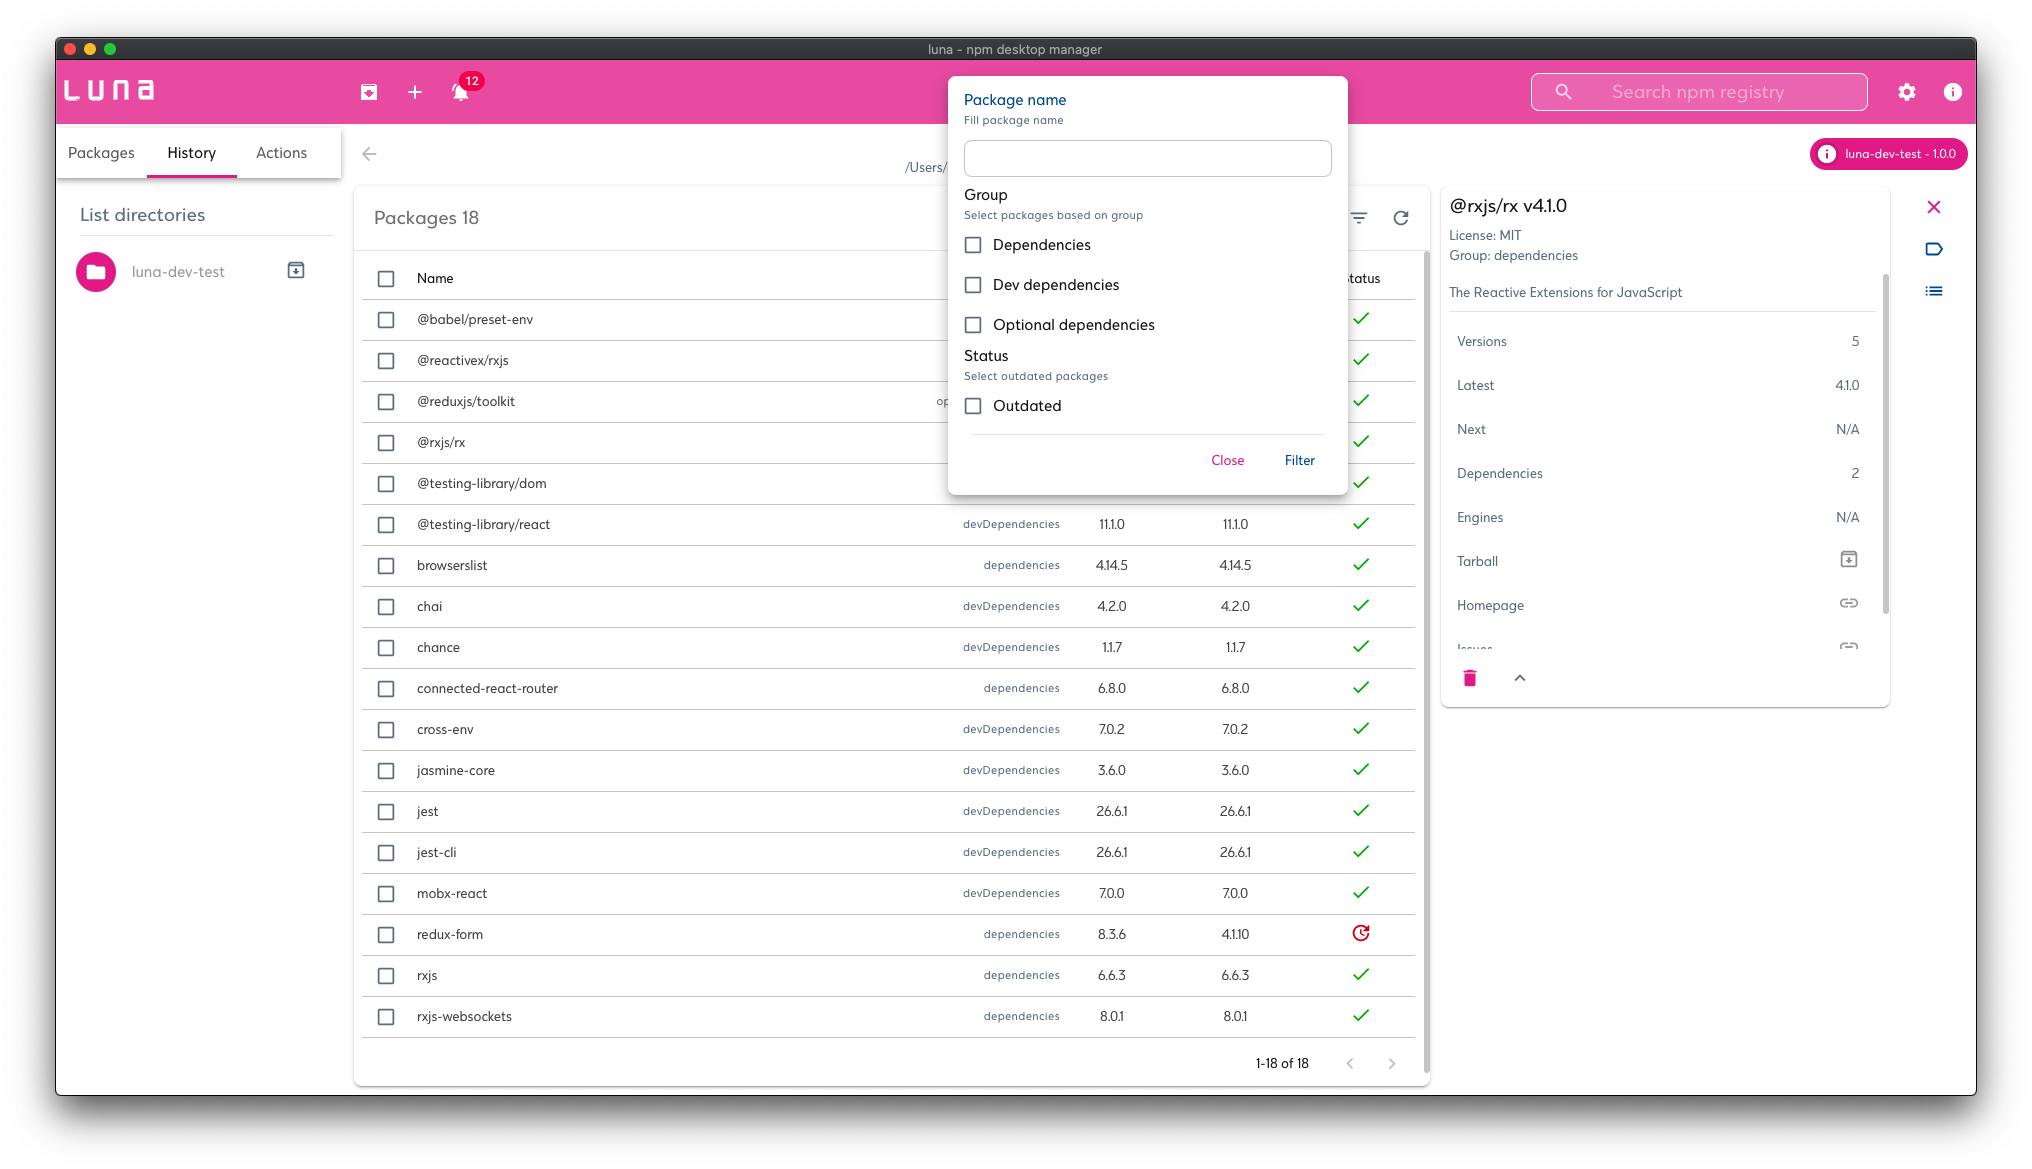 luna - npm desktop manager
Luna
12
Search npm registry
Packages
History
Actions
/Users/
luna-dev-test - 1.0.0
List directories
luna-dev-test
Packages 18
Name
@babel/preset-env
@reactivex/rxjs
@reduxjs/toolkit
@rxjs/rx
@testing-library/dom
@testing-library/react devDependencies 11.1.0 11.1.0
browserslist dependencies 4.14.5 4.14.5
chai devDependencies 4.2.0 4.2.0
chance devDependencies 1.1.7 1.1.7
connected-react-router dependencies 6.8.0 6.8.0
cross-env devDependencies 7.0.2 7.0.2
jasmine-core devDependencies 3.6.0 3.6.0
jest devDependencies 26.6.1 26.6.1
jest-cli devDependencies 26.6.1 26.6.1
mobx-react devDependencies 7.0.0 7.0.0
redux-form dependencies 8.3.6 4.1.10
rxjs dependencies 6.6.3 6.6.3
rxjs-websockets dependencies 8.0.1 8.0.1
1-18 of 18
Package name
Fill package name
Group
Select packages based on group
Dependencies
Dev dependencies
Optional dependencies
Status
Select outdated packages
Outdated
Close
Filter
@rxjs/rx v4.1.0
License: MIT
Group: dependencies
The Reactive Extensions for JavaScript
Versions 5
Latest 4.1.0
Next N/A
Dependencies 2
Engines N/A
Tarball
Homepage
Issues